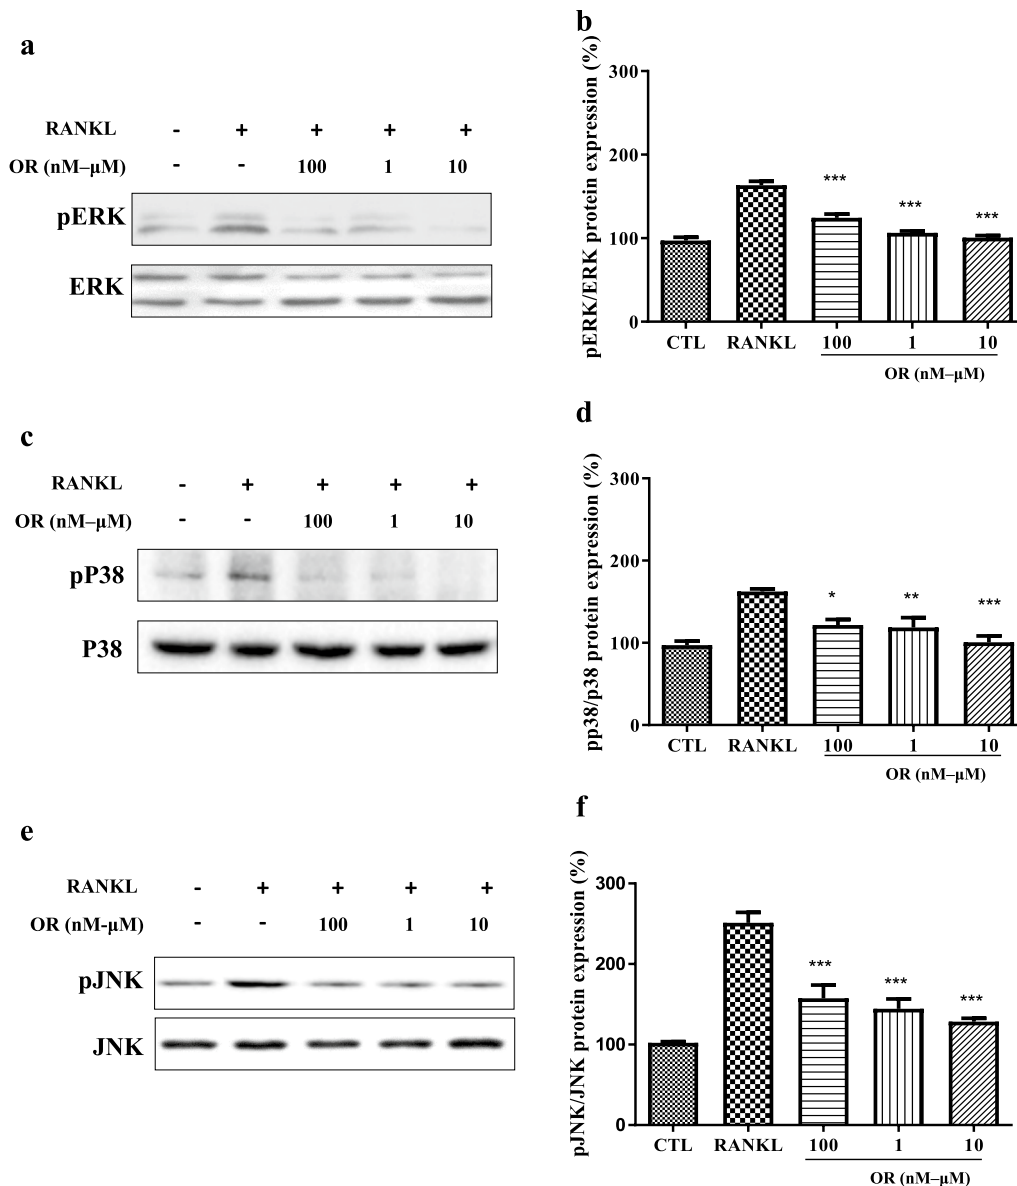 a
RANKL - + + + +
OR (nM–μM) - - 100 1 10
pERK
ERK
b
pERK/ERK protein expression (%)
300
200
100
0
***
***
***
CTL RANKL 100 1 10
OR (nM–μM)
c
RANKL - + + + +
OR (nM–μM) - - 100 1 10
pP38
P38
d
pp38/p38 protein expression (%)
300
200
100
0
*
**
***
CTL RANKL 100 1 10
OR (nM–μM)
e
RANKL - + + + +
OR (nM-μM) - - 100 1 10
pJNK
JNK
f
pJNK/JNK protein expression (%)
300
200
100
0
***
***
***
CTL RANKL 100 1 10
OR (nM–μM)